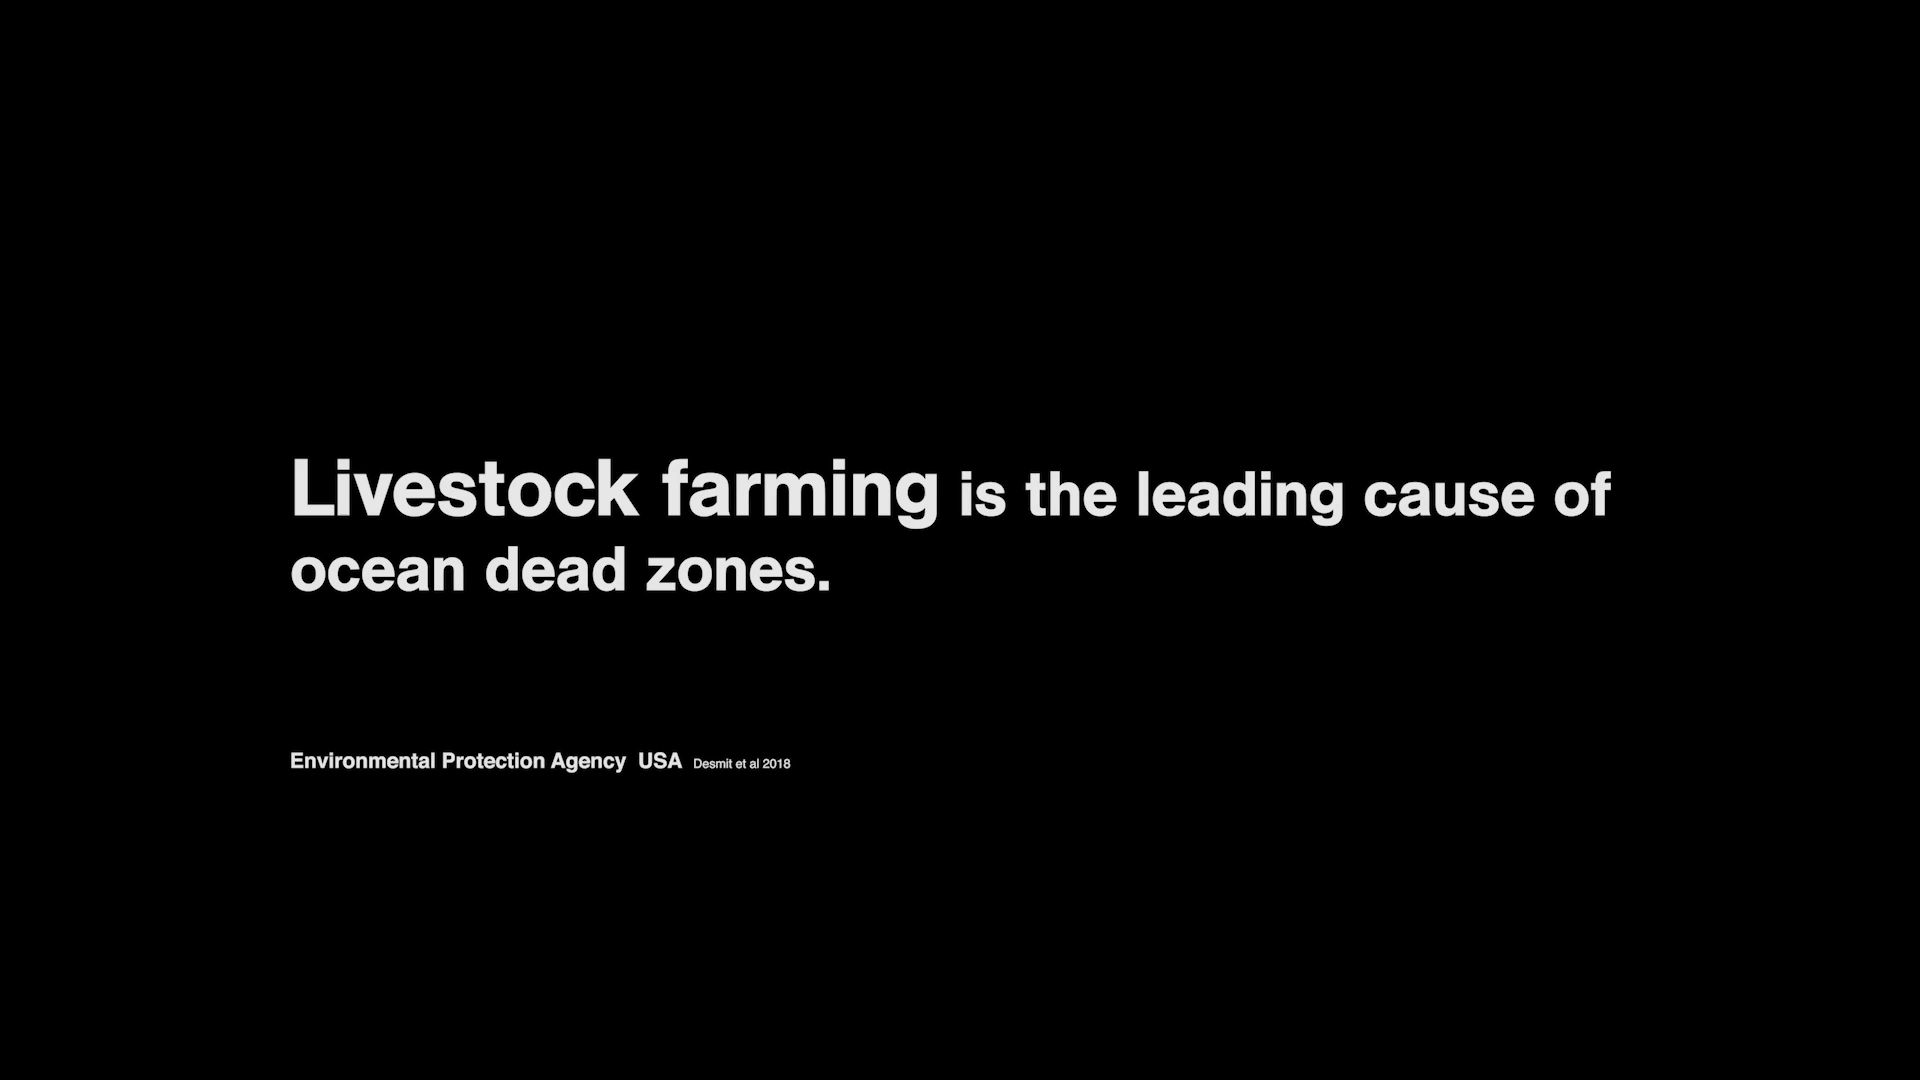 Livestock farming is the leading cause of
ocean dead zones.
Environmental Protection Agency USA Desmit et al 2018